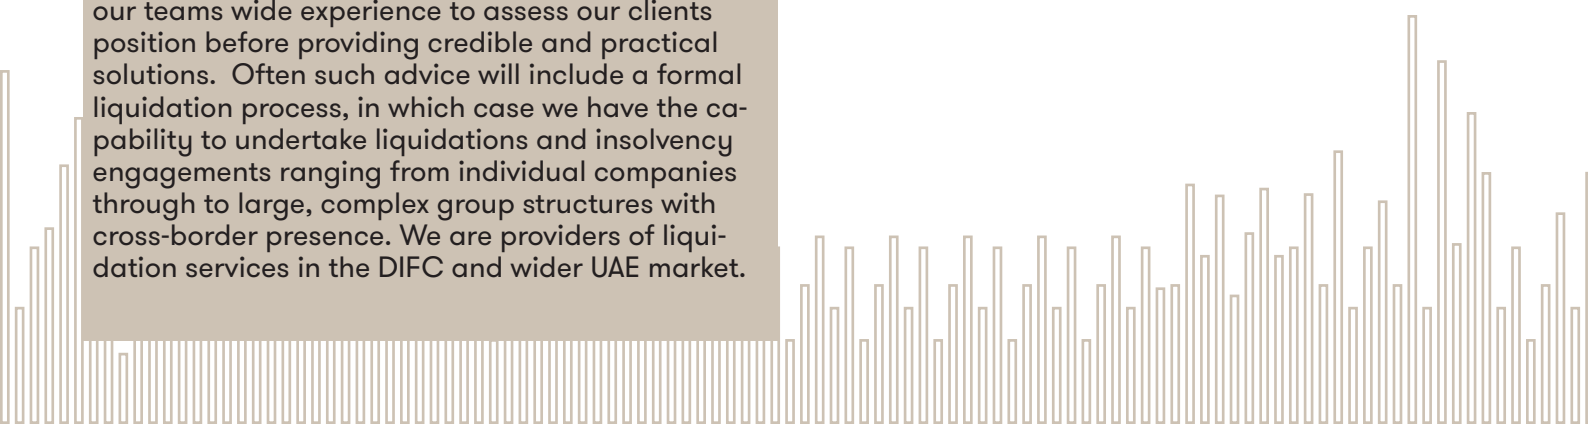 our teams wide experience to assess our clients
position before providing credible and practical
solutions.  Often such advice will include a formal
liquidation process, in which case we have the ca-
pability to undertake liquidations and insolvency
engagements ranging from individual companies
through to large, complex group structures with
cross-border presence. We are providers of liqui-
dation services in the DIFC and wider UAE market.